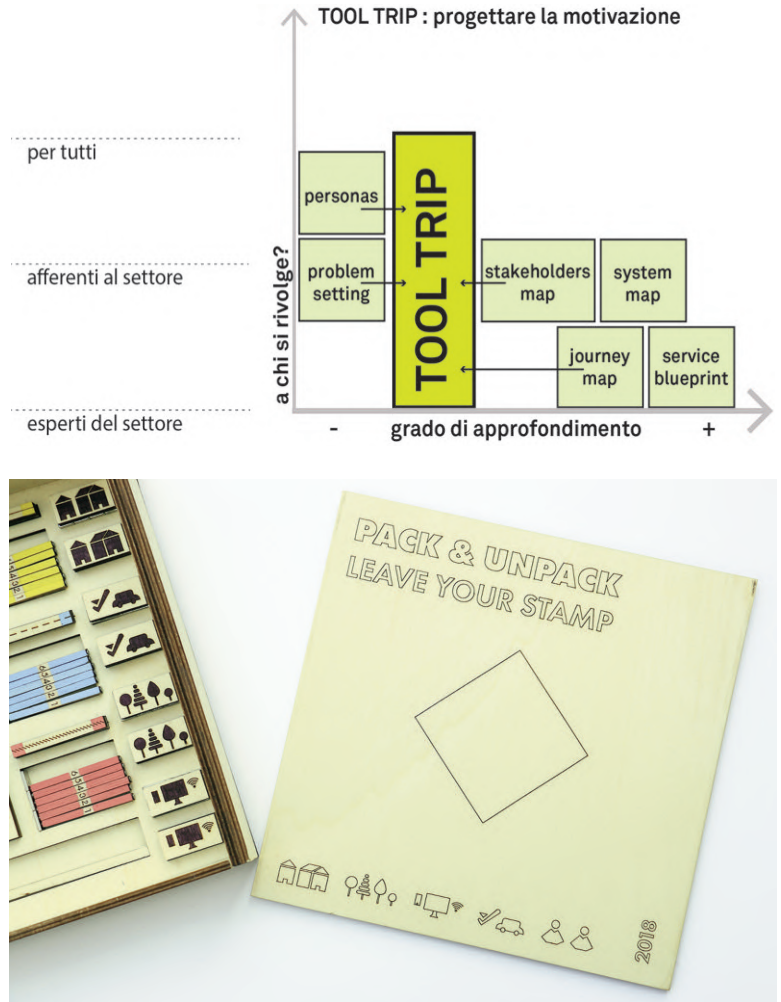 TOOL TRIP : progettare la motivazione
per tutti
afferenti al settore
esperti del settore
a chi si rivolge?
personas
problem
setting
TOOL TRIP
stakeholders
map
system
map
journey
map
service
blueprint
-
grado di approfondimento
+
PACK & UNPACK
LEAVE YOUR STAMP
2018